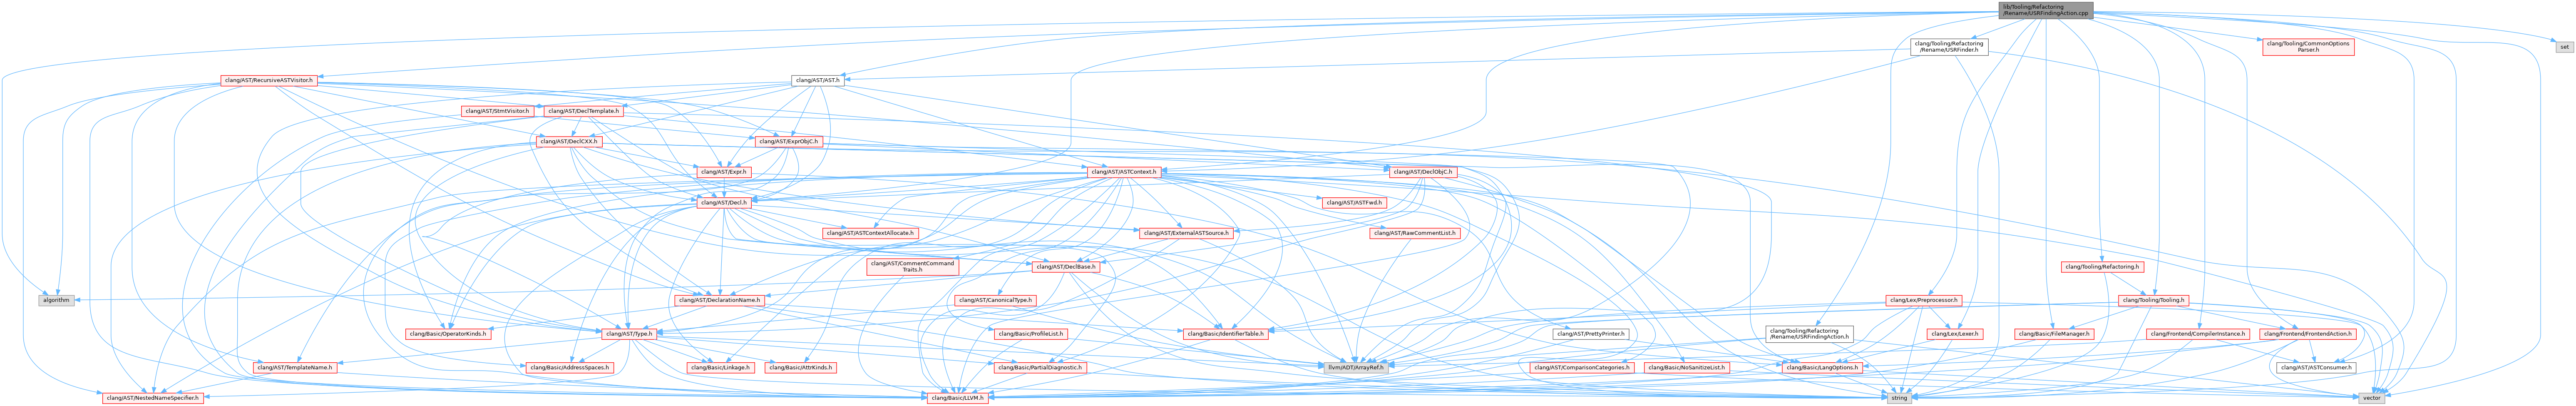 lib/Tooling/Refactoring
/Rename/USRFindingAction.cpp
clang/Tooling/Refactoring
/Rename/USRFinder.h
clang/Tooling/CommonOptions
Parser.h
set
clang/AST/RecursiveASTVisitor.h
clang/AST/AST.h
clang/AST/StmtVisitor.h
clang/AST/DeclTemplate.h
clang/AST/DeclCXX.h
clang/AST/ExprObjC.h
clang/AST/Expr.h
clang/AST/ASTContext.h
clang/AST/DeclObjC.h
clang/AST/Decl.h
clang/AST/ASTFwd.h
clang/AST/ASTContextAllocate.h
clang/AST/ExternalASTSource.h
clang/AST/RawCommentList.h
clang/AST/CommentCommand
Traits.h
clang/AST/DeclBase.h
clang/Tooling/Refactoring.h
algorithm
clang/AST/DeclarationName.h
clang/AST/CanonicalType.h
clang/Lex/Preprocessor.h
clang/Tooling/Tooling.h
clang/Basic/OperatorKinds.h
clang/AST/Type.h
clang/Basic/ProfileList.h
clang/Basic/IdentifierTable.h
clang/AST/PrettyPrinter.h
clang/Tooling/Refactoring
/Rename/USRFindingAction.h
clang/Lex/Lexer.h
clang/Basic/FileManager.h
clang/Frontend/CompilerInstance.h
clang/Frontend/FrontendAction.h
clang/AST/TemplateName.h
clang/Basic/AddressSpaces.h
clang/Basic/Linkage.h
clang/Basic/AttrKinds.h
clang/Basic/PartialDiagnostic.h
llvm/ADT/ArrayRef.h
clang/AST/ComparisonCategories.h
clang/Basic/NoSanitizeList.h
clang/Basic/LangOptions.h
clang/AST/ASTConsumer.h
clang/AST/NestedNameSpecifier.h
clang/Basic/LLVM.h
string
vector